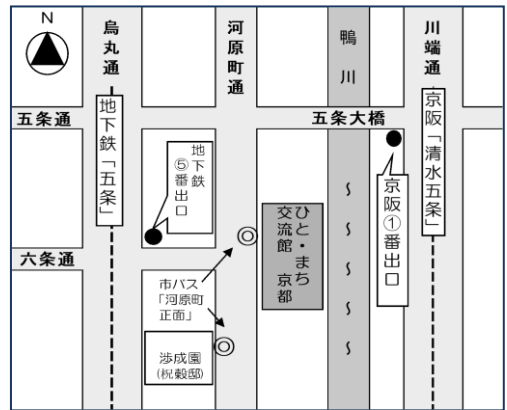 N
烏丸通
河原町通
鴨川
川端通
五条通
五条大橋
地下鉄「五条」
地下鉄
⑤番出口
京阪「清水五条」
京阪①番出口
六条通
ひと・まち
交流館 京都
市バス
「河原町
正面」
渉成園
(枳殻邸)